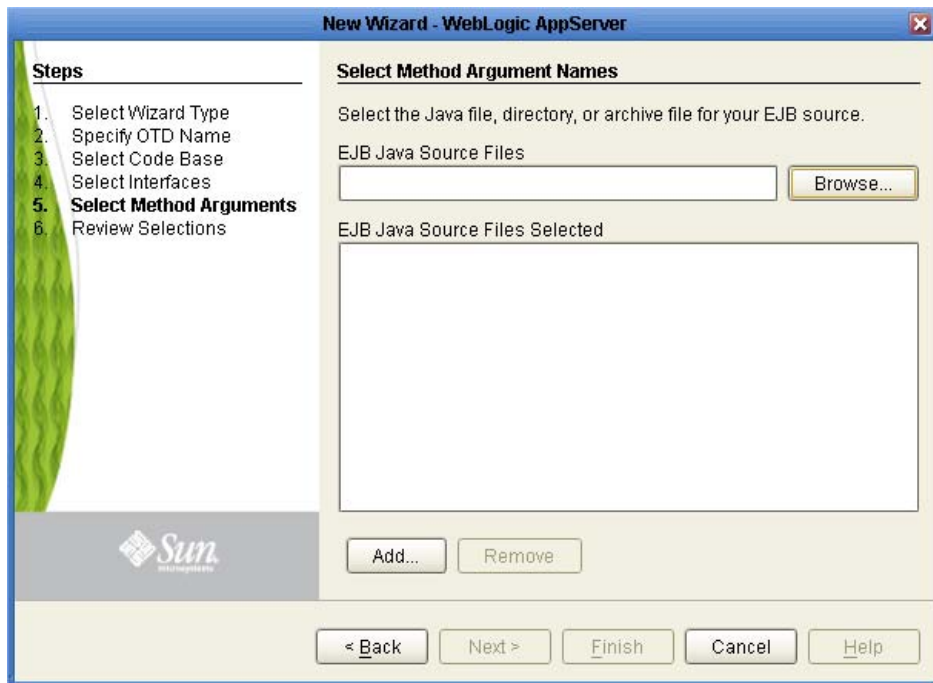 New Wizard - WebLogic AppServer
Steps
1. Select Wizard Type
2. Specify OTD Name
3. Select Code Base
4. Select Interfaces
5. Select Method Arguments
6. Review Selections
Select Method Argument Names
Select the Java file, directory, or archive file for your EJB source.
EJB Java Source Files
Browse...
EJB Java Source Files Selected
Add...
Remove
Sun
microsystems
< Back
Next >
Finish
Cancel
Help